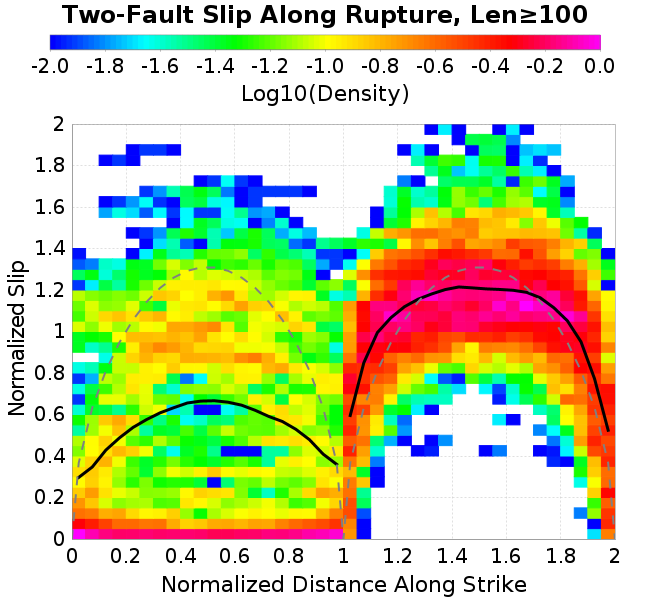 Two-Fault Slip Along Rupture, Len≥100
-2.0 -1.8 -1.6 -1.4 -1.2 -1.0 -0.8 -0.6 -0.4 -0.2 0.0
Log10(Density)
2
1.8
1.6
1.4
1.2
1
0.8
0.6
0.4
0.2
0
Normalized Slip
0 0.2 0.4 0.6 0.8 1 1.2 1.4 1.6 1.8 2
Normalized Distance Along Strike